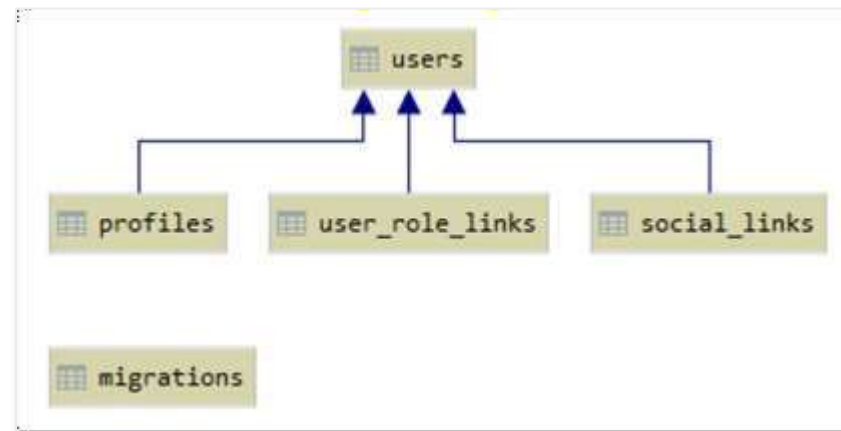 users
profiles
user_role_links
social_links
migrations